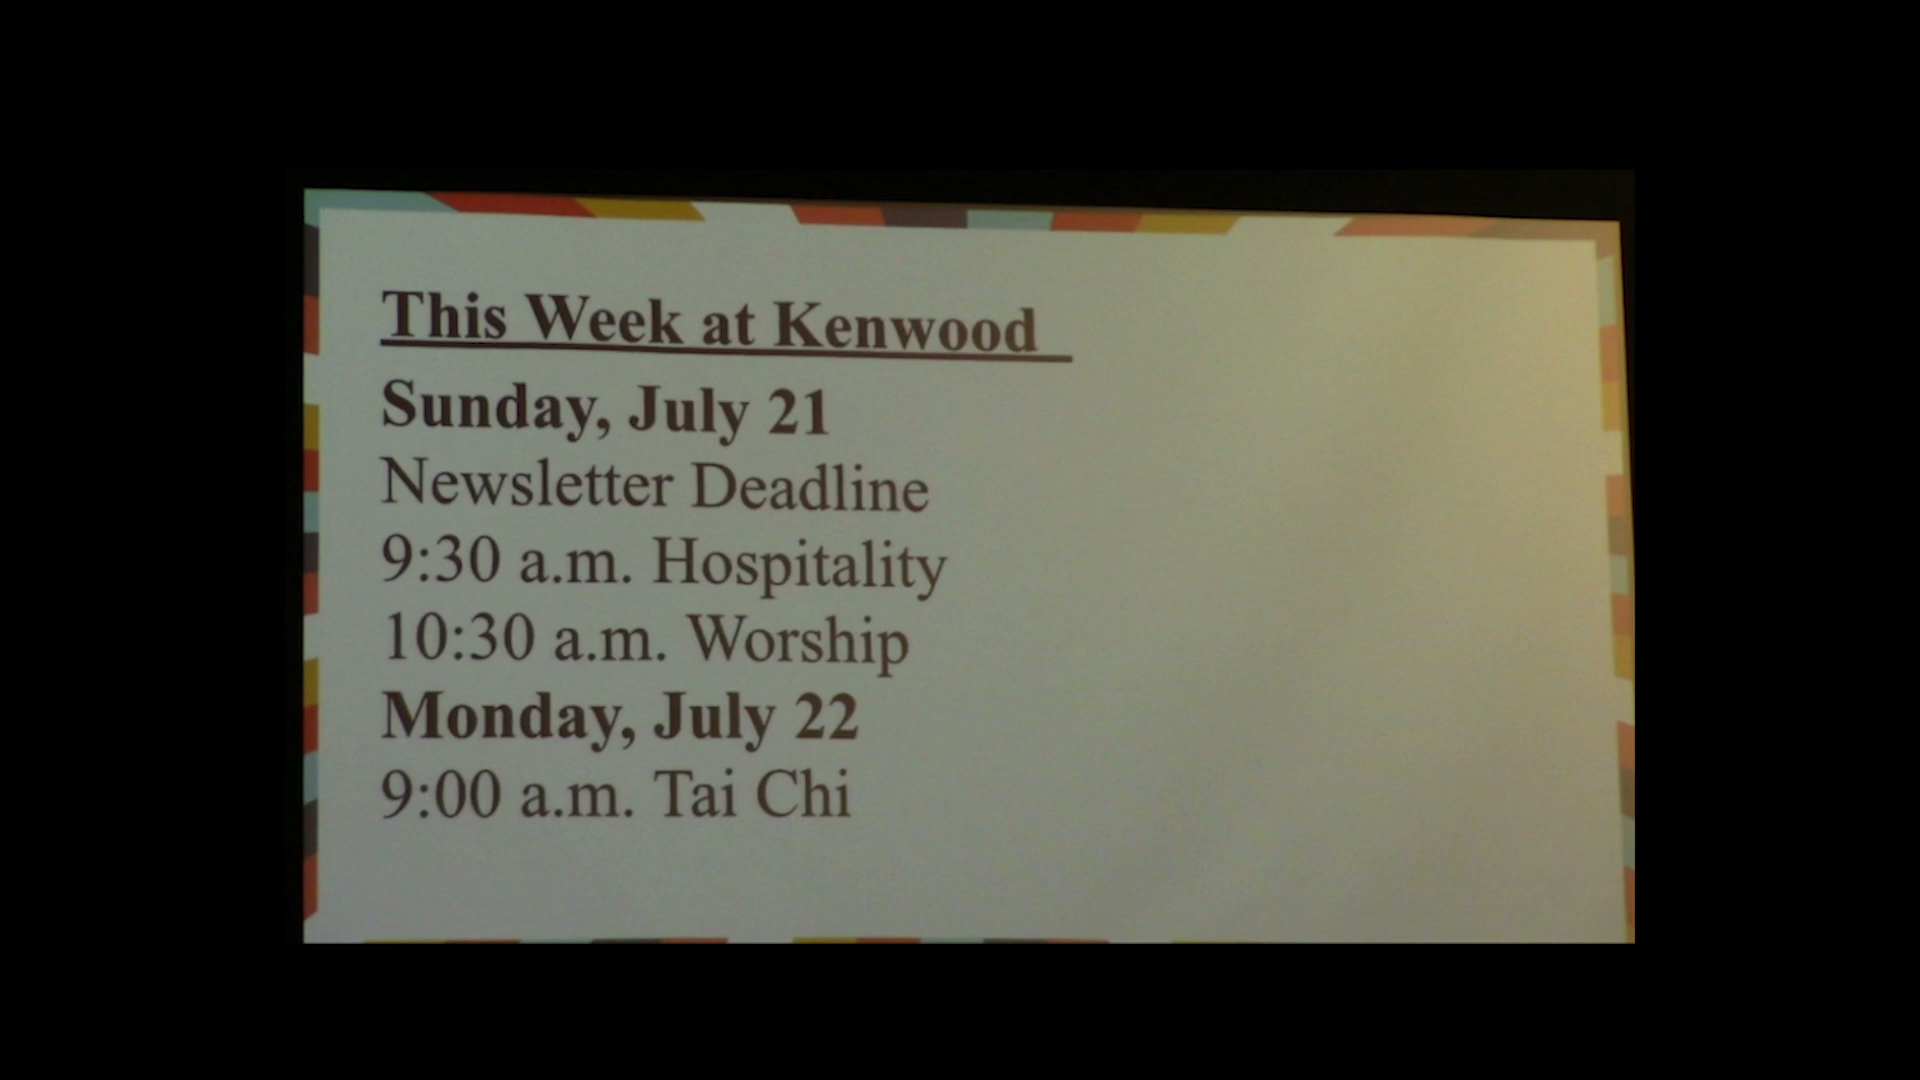 This Week at Kenwood
Sunday, July 21
Newsletter Deadline
9:30 a.m. Hospitality
10:30 a.m. Worship
Monday, July 22
9:00 a.m. Tai Chi